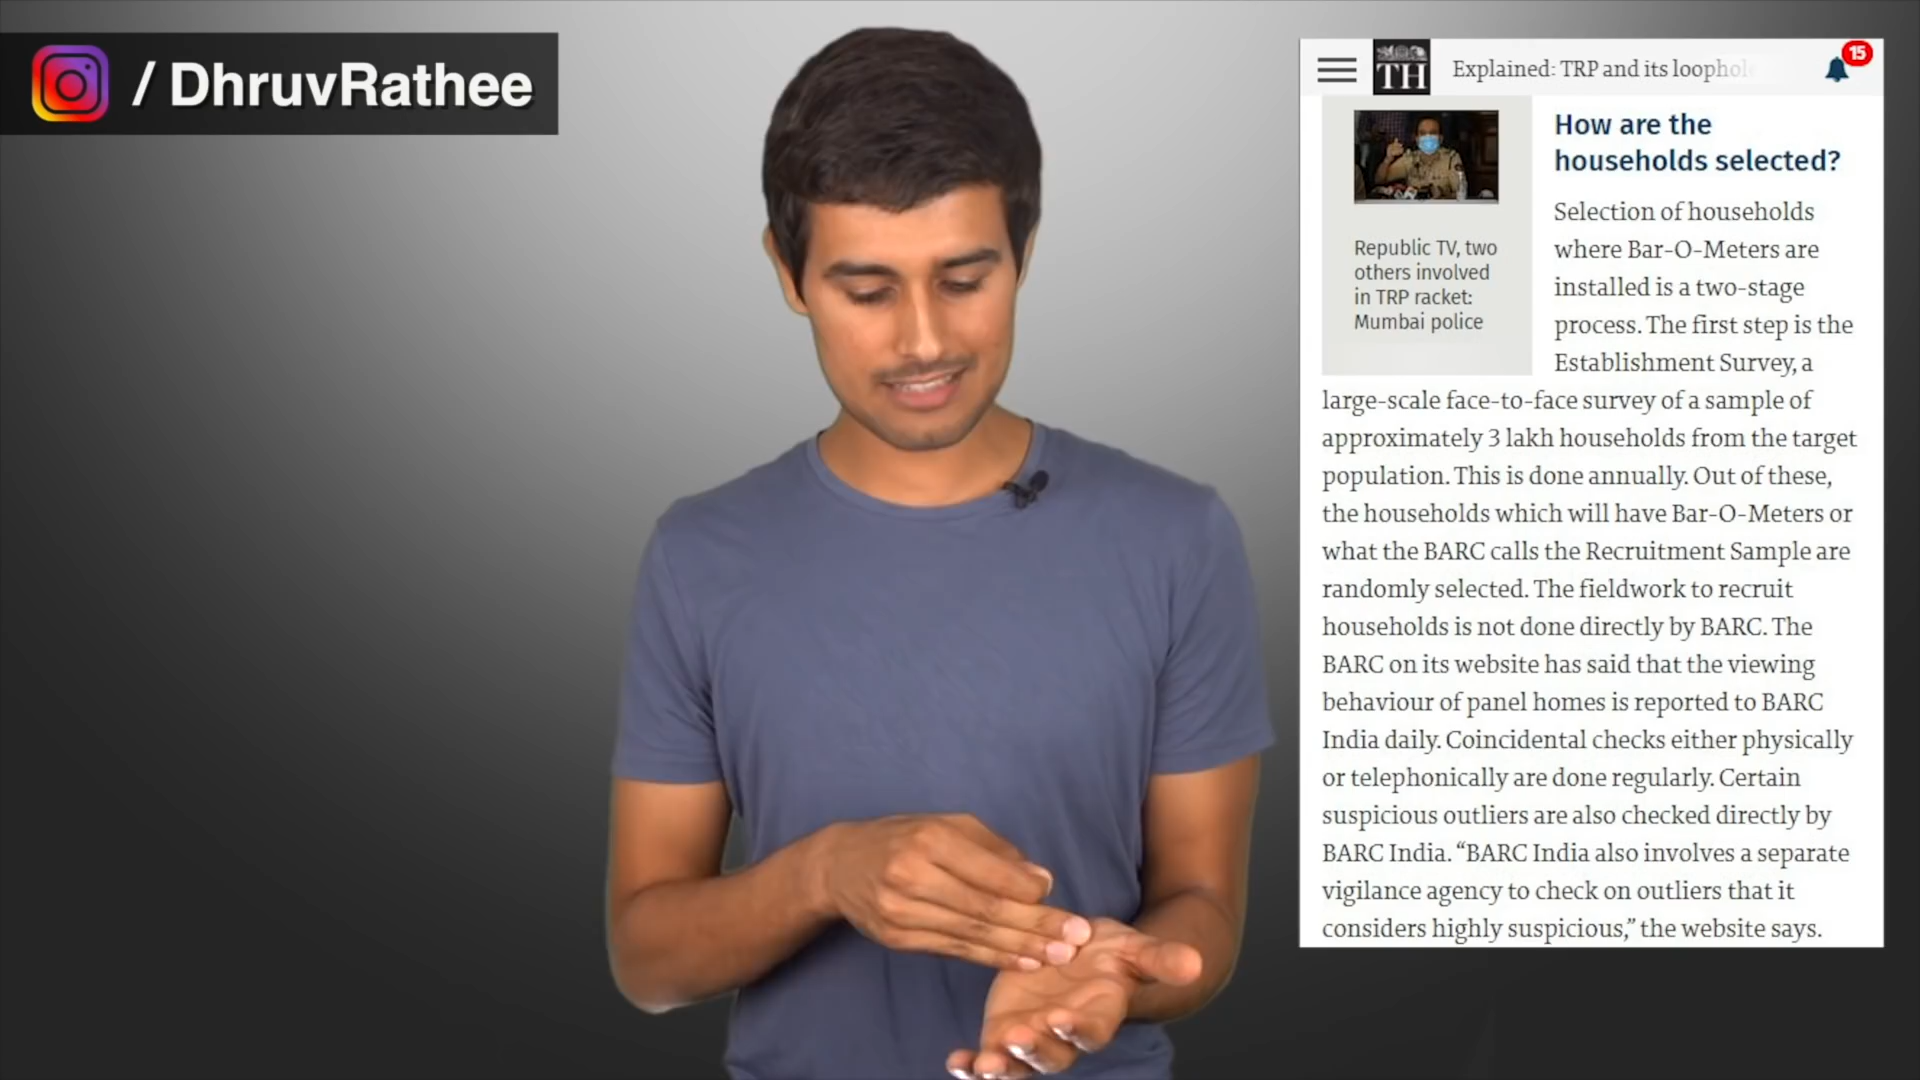 / DhruvRathee
TH
Explained: TRP and its loophole
15
Republic TV, two
others involved
in TRP racket:
Mumbai police
How are the
households selected?
Selection of households
where Bar-O-Meters are
installed is a two-stage
process. The first step is the
Establishment Survey, a
large-scale face-to-face survey of a sample of
approximately 3 lakh households from the target
population. This is done annually. Out of these,
the households which will have Bar-O-Meters or
what the BARC calls the Recruitment Sample are
randomly selected. The fieldwork to recruit
households is not done directly by BARC. The
BARC on its website has said that the viewing
behaviour of panel homes is reported to BARC
India daily. Coincidental checks either physically
or telephonically are done regularly. Certain
suspicious outliers are also checked directly by
BARC India. “BARC India also involves a separate
vigilance agency to check on outliers that it
considers highly suspicious,” the website says.